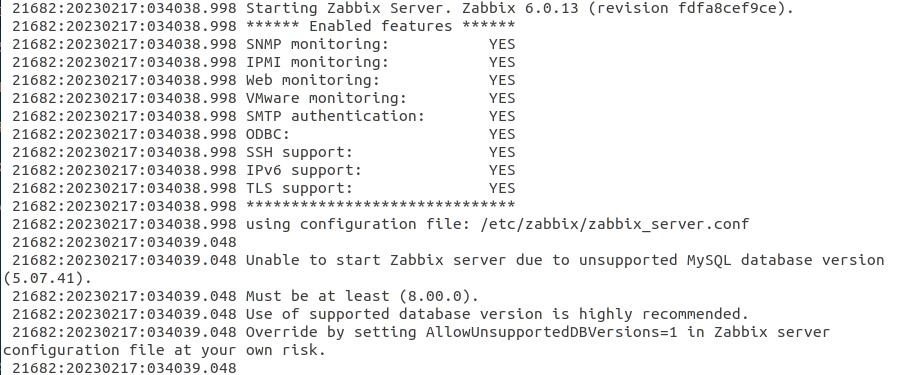 21682:20230217:034038.998 Starting Zabbix Server. Zabbix 6.0.13 (revision fdfa8cef9ce).
21682:20230217:034038.998 ****** Enabled features ******
21682:20230217:034038.998 SNMP monitoring:           YES
21682:20230217:034038.998 IPMI monitoring:           YES
21682:20230217:034038.998 Web monitoring:            YES
21682:20230217:034038.998 VMware monitoring:         YES
21682:20230217:034038.998 SMTP authentication:       YES
21682:20230217:034038.998 ODBC:                      YES
21682:20230217:034038.998 SSH support:               YES
21682:20230217:034038.998 IPv6 support:              YES
21682:20230217:034038.998 TLS support:               YES
21682:20230217:034038.998 ******************************
21682:20230217:034038.998 using configuration file: /etc/zabbix/zabbix_server.conf
21682:20230217:034039.048
21682:20230217:034039.048 Unable to start Zabbix server due to unsupported MySQL database version
(5.07.41).
21682:20230217:034039.048 Must be at least (8.00.0).
21682:20230217:034039.048 Use of supported database version is highly recommended.
21682:20230217:034039.048 Override by setting AllowUnsupportedDBVersions=1 in Zabbix server
configuration file at your own risk.
21682:20230217:034039.048